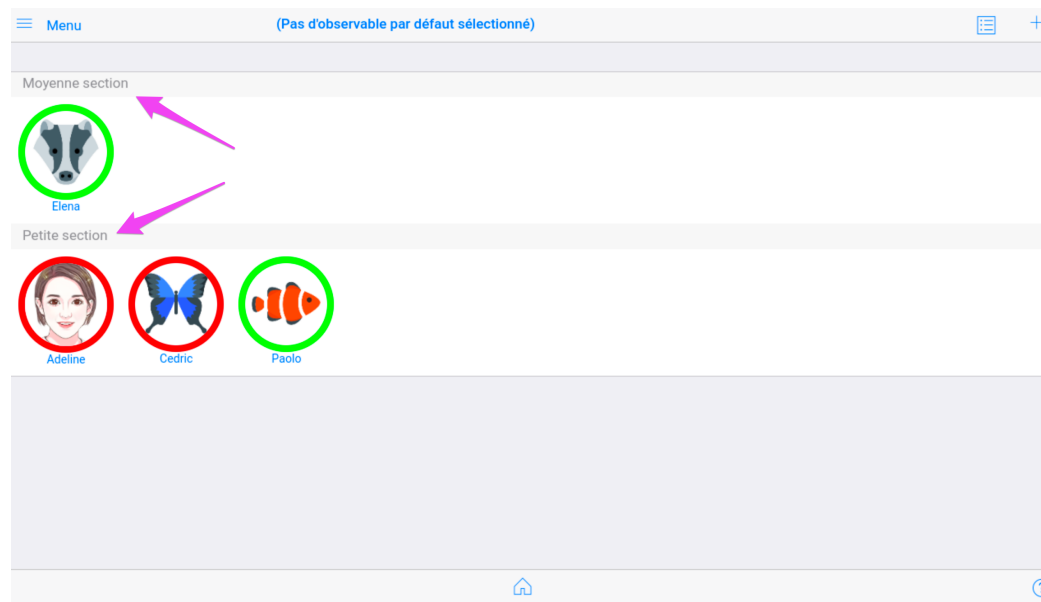 Menu
(Pas d'observable par défaut sélectionné)
Moyenne section
Elena
Petite section
Adeline
Cedric
Paolo